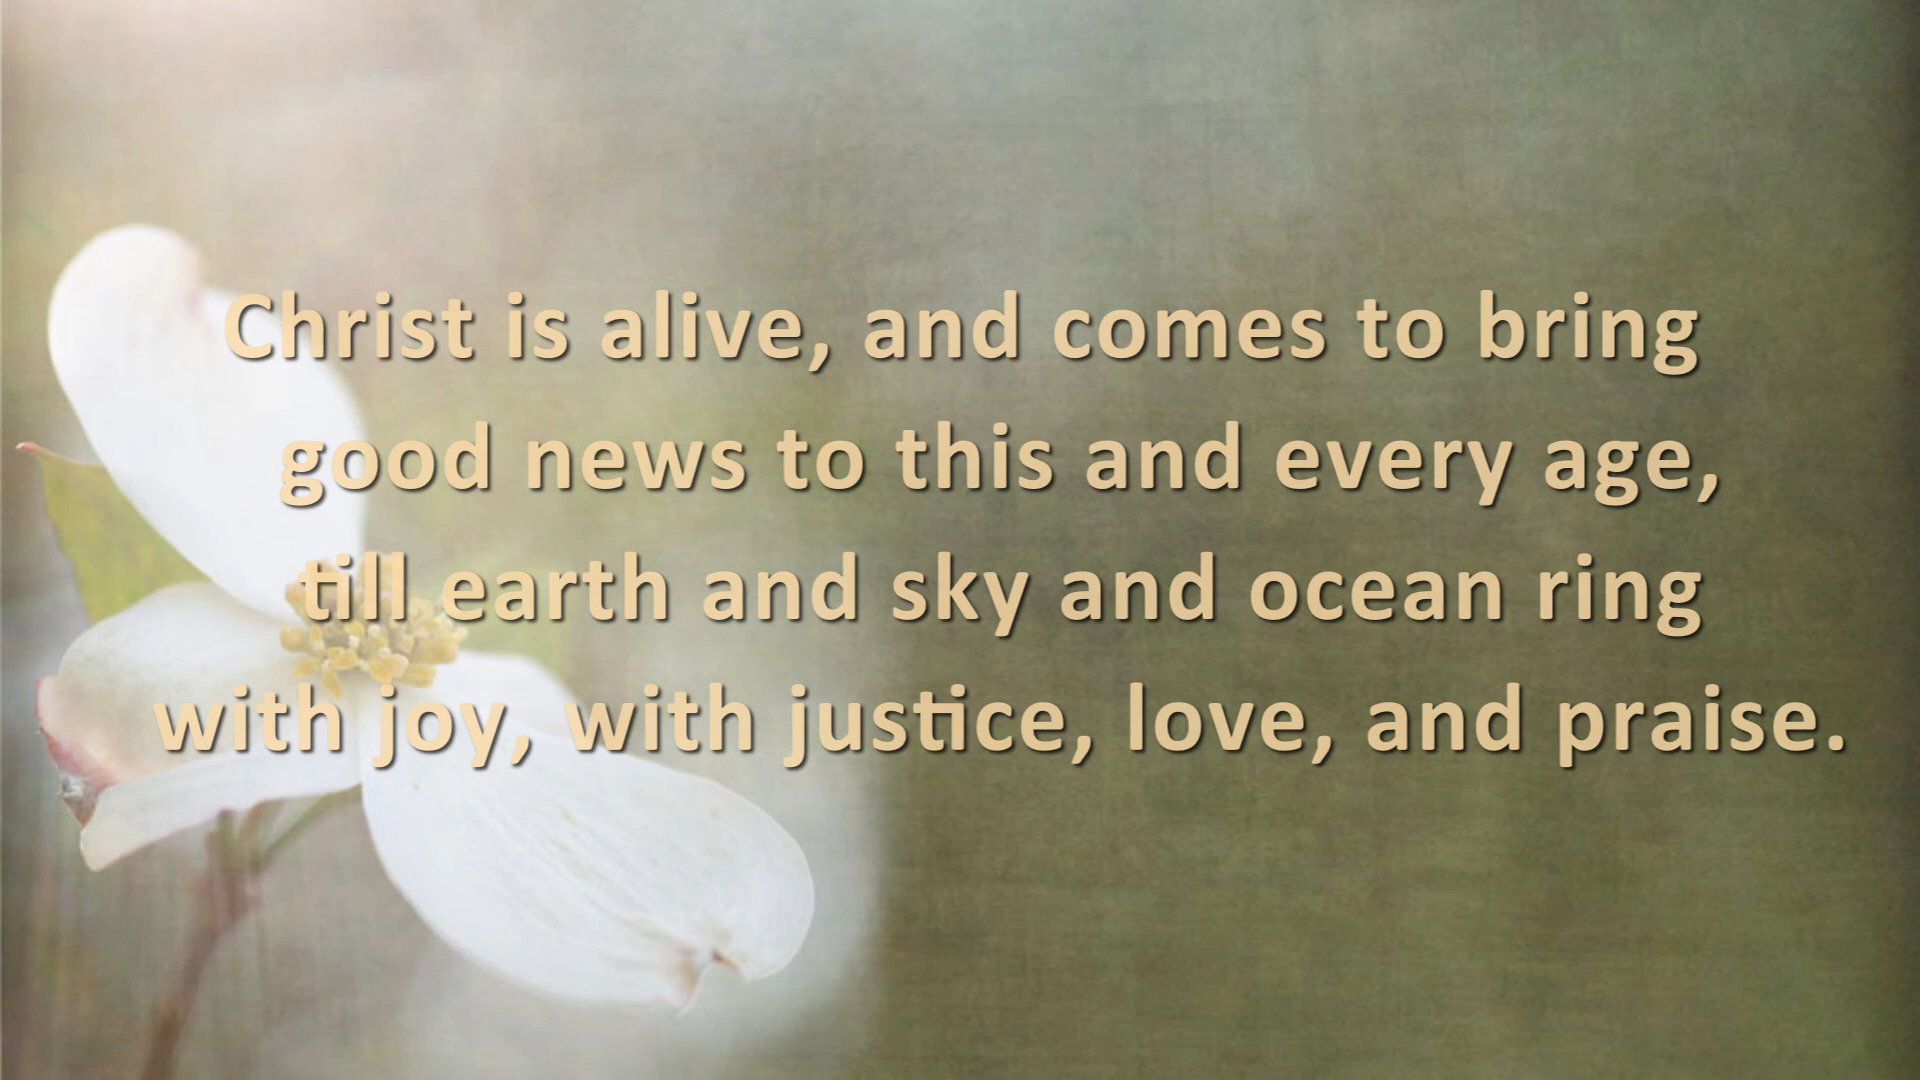 Christ is alive, and comes to bring
good news to this and every age,
till earth and sky and ocean ring
with joy, with justice, love, and praise.